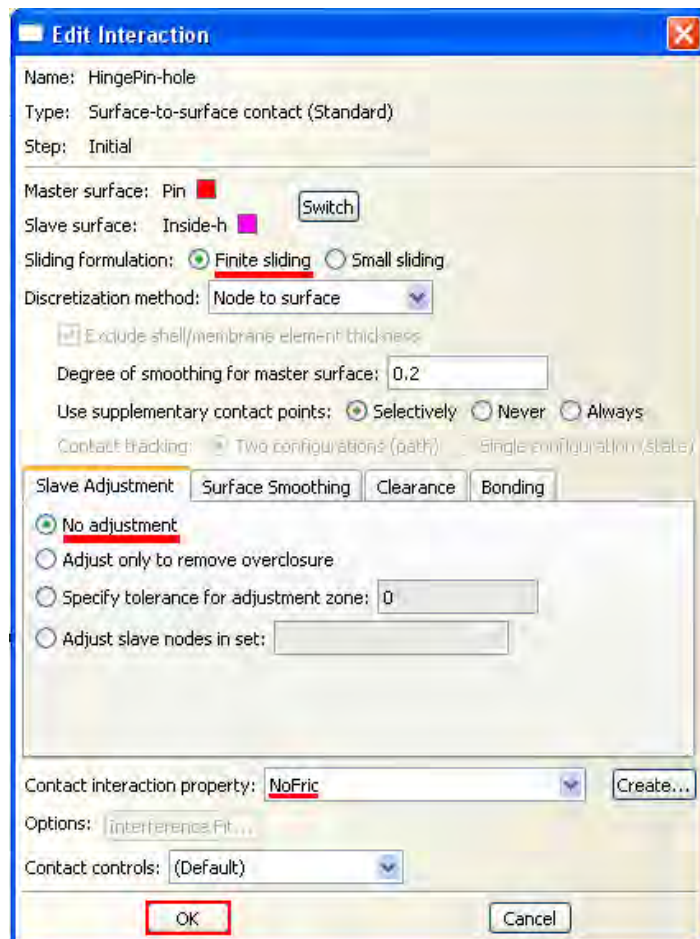 Edit Interaction
Name: HingePin-hole
Type: Surface-to-surface contact (Standard)
Step: Initial
Master surface: Pin
Switch
Slave surface: Inside-h
Sliding formulation: Finite sliding Small sliding
Discretization method: Node to surface
Exclude shell/membrane element thickness
Degree of smoothing for master surface: 0.2
Use supplementary contact points: Selectively Never Always
Contact tracking: Two configurations (path) Single configuration (state)
Slave Adjustment Surface Smoothing Clearance Bonding
No adjustment
Adjust only to remove overclosure
Specify tolerance for adjustment zone: 0
Adjust slave nodes in set:
Contact interaction property: NoFric Create...
Options: Interference Fit...
Contact controls: (Default)
OK Cancel